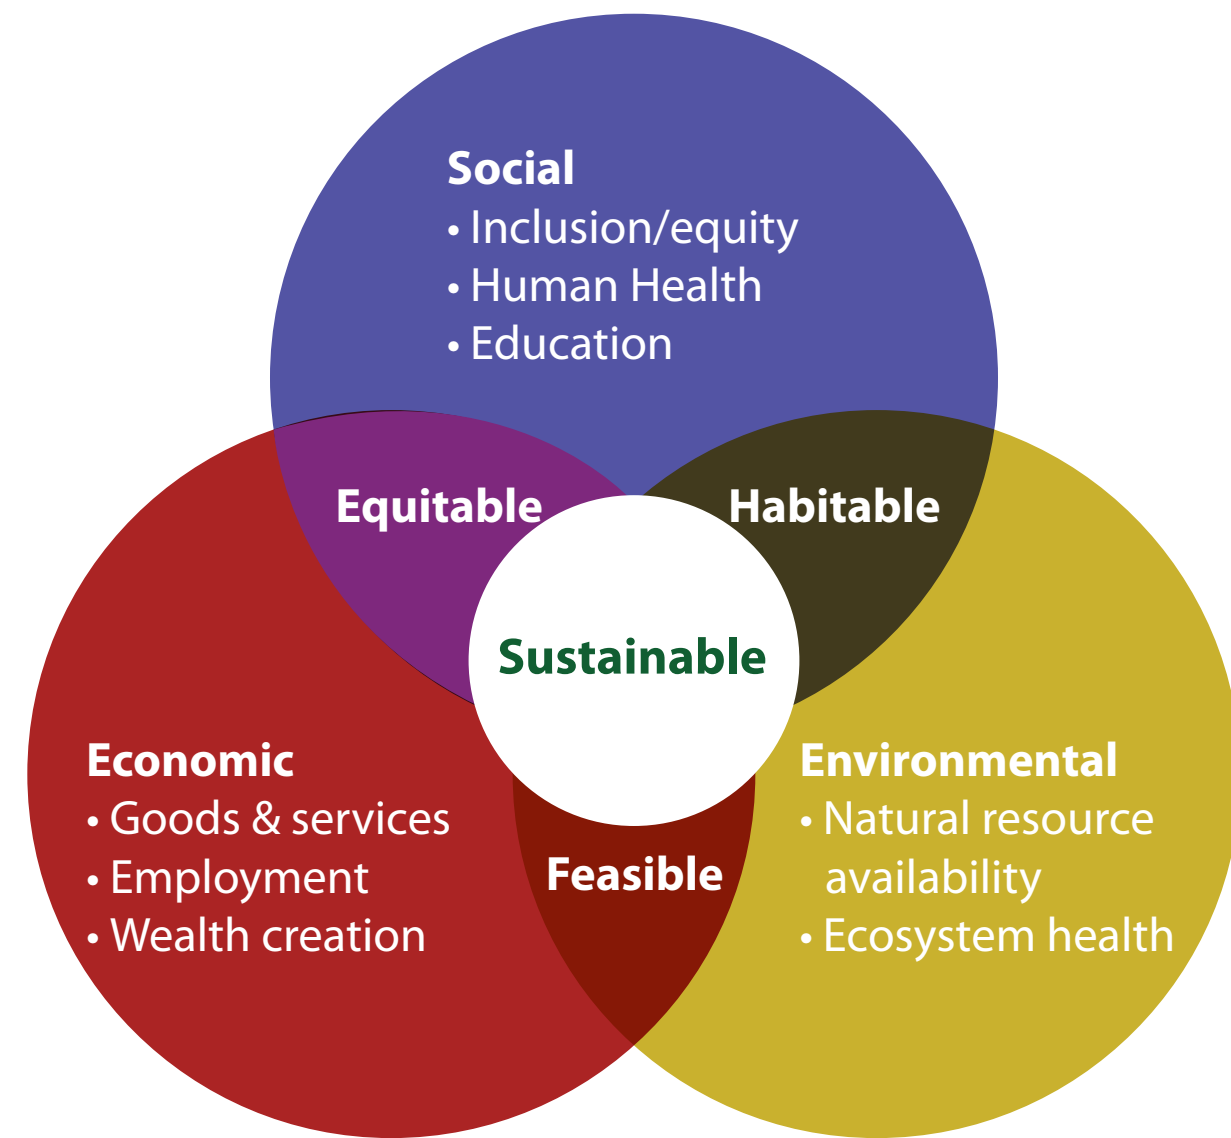 Social
• Inclusion/equity
• Human Health
• Education
Equitable
Habitable
Sustainable
Economic
• Goods & services
• Employment
• Wealth creation
Feasible
Environmental
• Natural resource
availability
• Ecosystem health